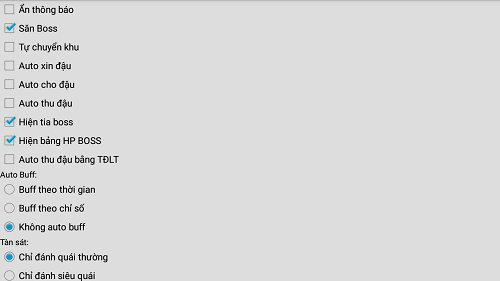 Ẩn thông báo
Săn Boss
Tự chuyển khu
Auto xin đậu
Auto cho đậu
Auto thu đậu
Hiện tia boss
Hiện bảng HP BOSS
Auto thu đậu bằng TĐLT
Auto Buff:
Buff theo thời gian
Buff theo chỉ số
Không auto buff
Tàn sát:
Chỉ đánh quái thường
Chỉ đánh siêu quái